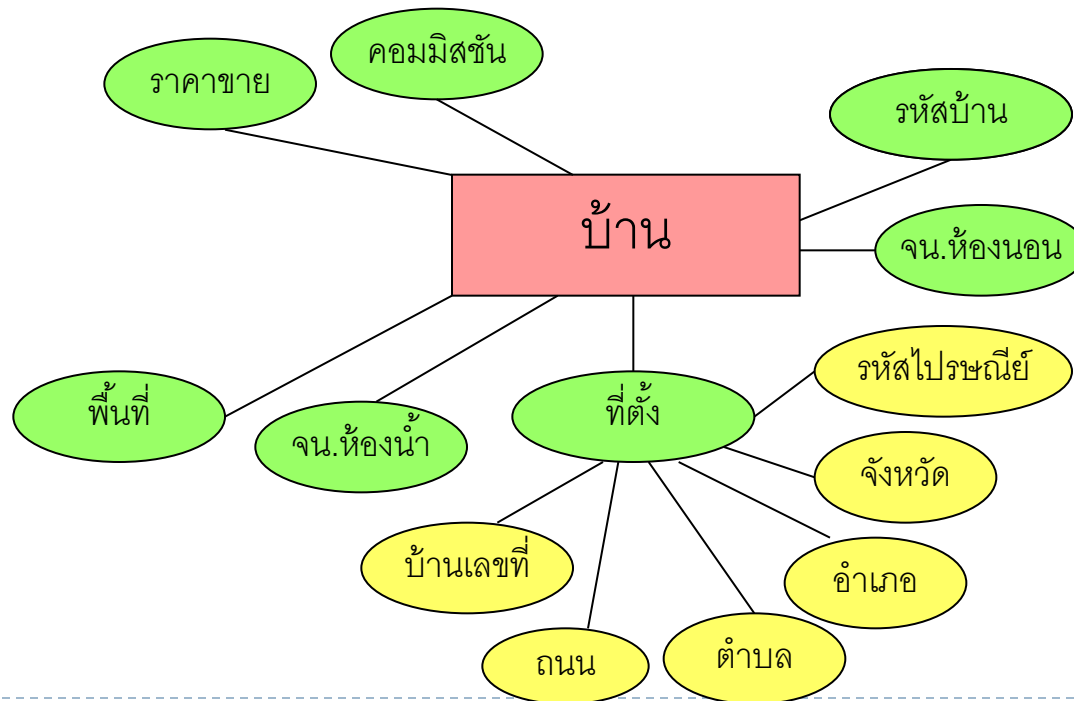 คอมมิสชัน
ราคาขาย
รหัสบ้าน
บ้าน
จน.ห้องนอน
รหัสไปรษณีย์
พื้นที่
จน.ห้องน้ำ
ที่ตั้ง
จังหวัด
บ้านเลขที่
อำเภอ
ถนน
ตำบล